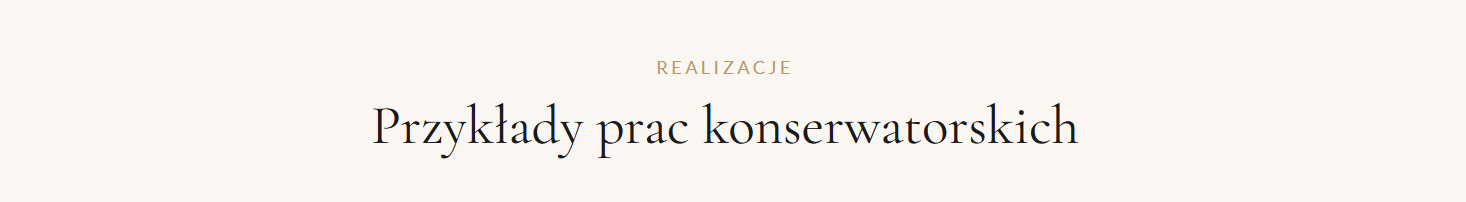 REALIZACJE
Przykłady prac konserwatorskich